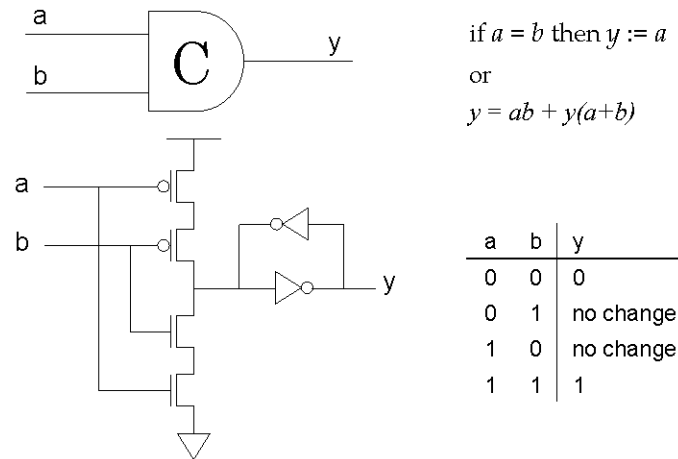 a
b
C
y
if a = b then y := a
or
y = ab + y(a+b)
a
b
y
a b y
0 0 0
0 1 no change
1 0 no change
1 1 1